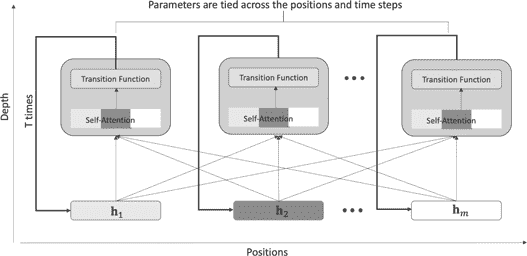 Parameters are tied across the positions and time steps
Depth
T times
Transition Function
Self-Attention
Transition Function
Self-Attention
Transition Function
Self-Attention
h1
h2
hm
Positions